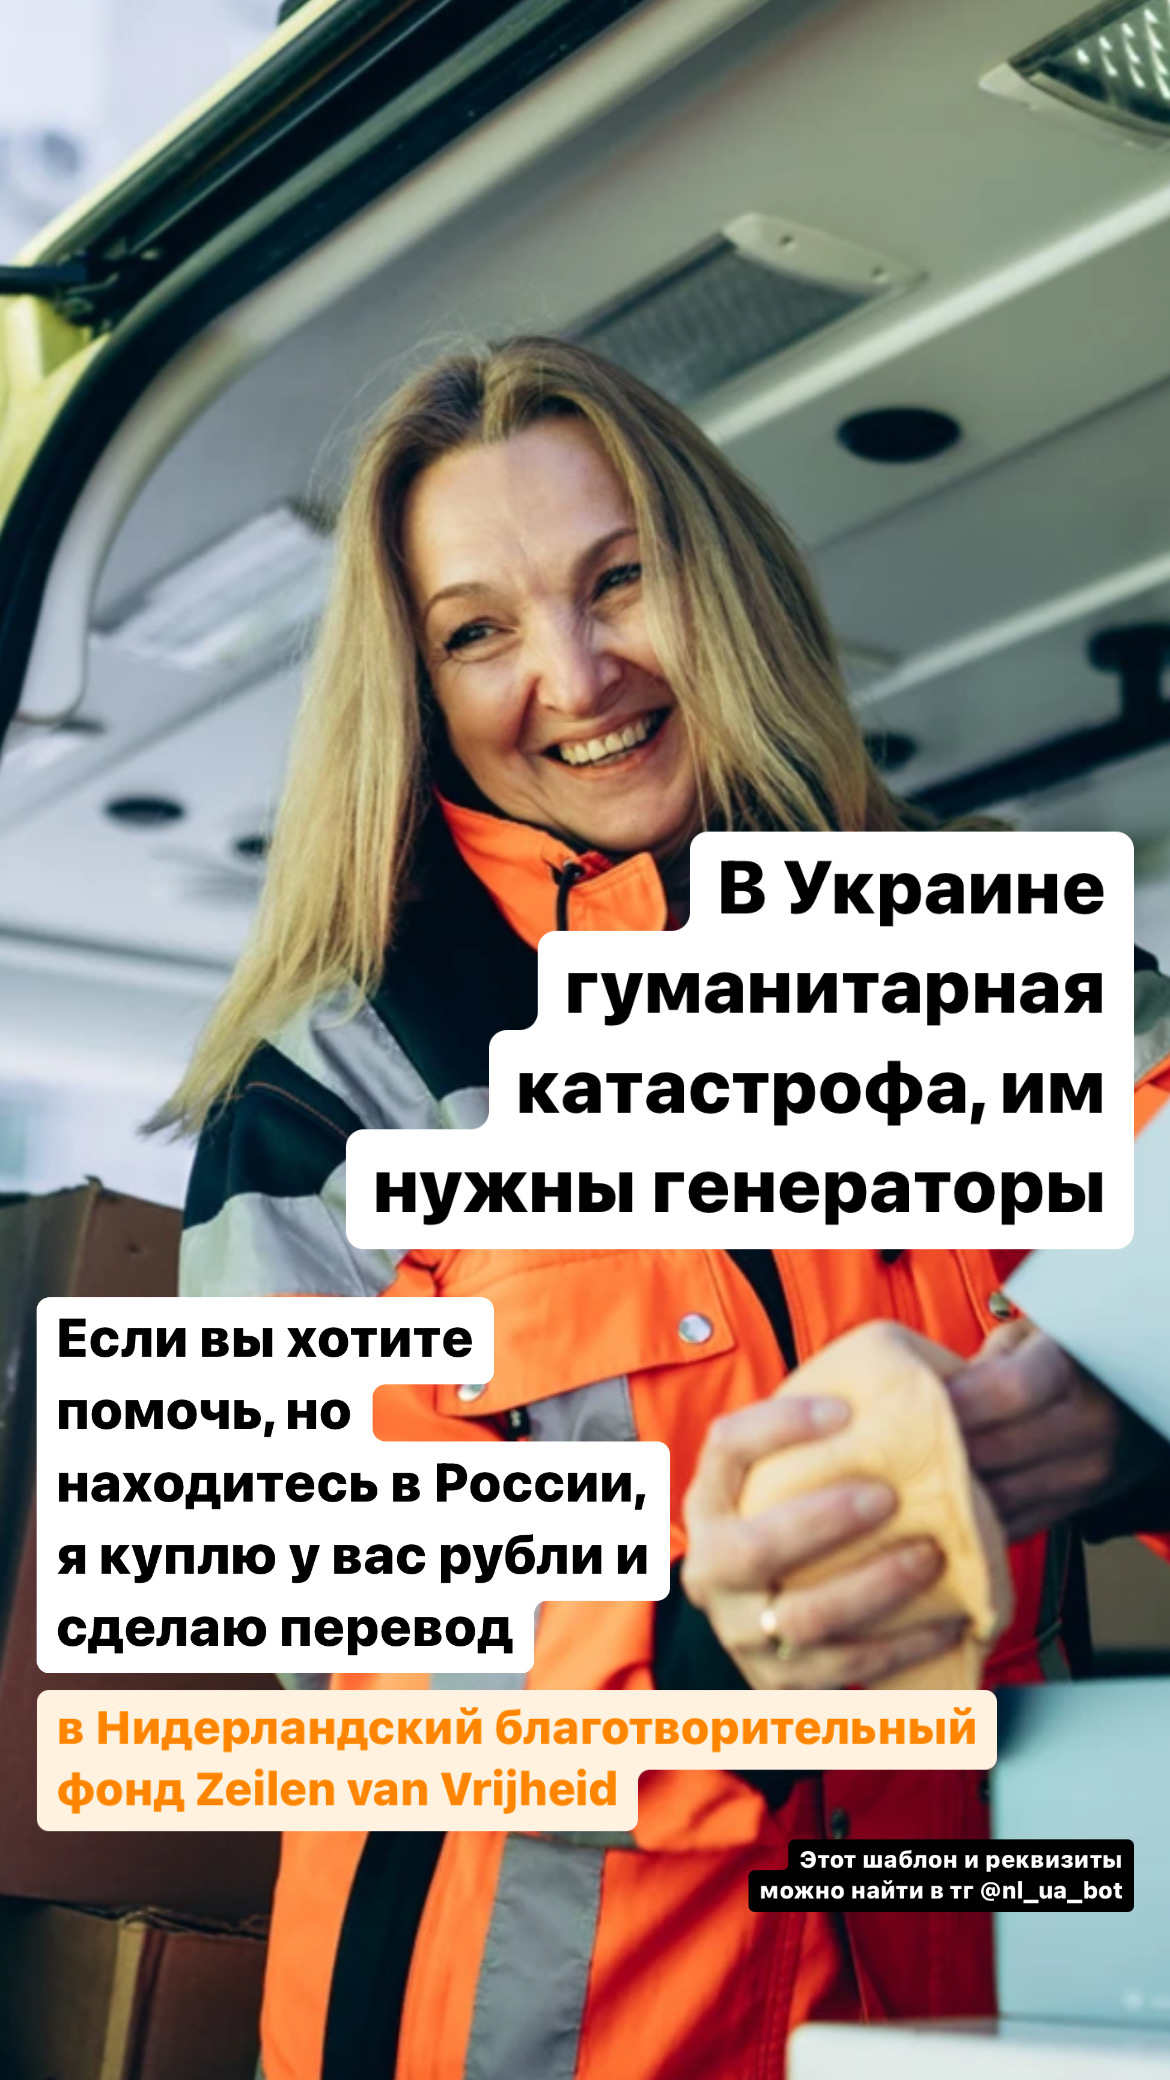 В Украине
гуманитарная
катастрофа, им
нужны генераторы
Если вы хотите
помочь, но
находитесь в России,
я куплю у вас рубли и
сделаю перевод
в Нидерландский благотворительный
фонд Zeilen van Vrijheid
Этот шаблон и реквизиты
можно найти в тг @nl_ua_bot